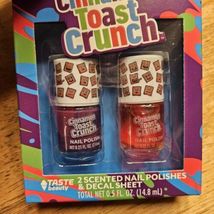 Cinnamon
Toast
Crunch™
Cinnamon
Toast
Crunch
NAIL POLISH
Cinnamon
Toast
Crunch
NAIL POLISH
TASTE
beauty
2 SCENTED NAIL POLISHES
& DECAL SHEET
TOTAL NET 0.5 FL. OZ. (14.8 mL)